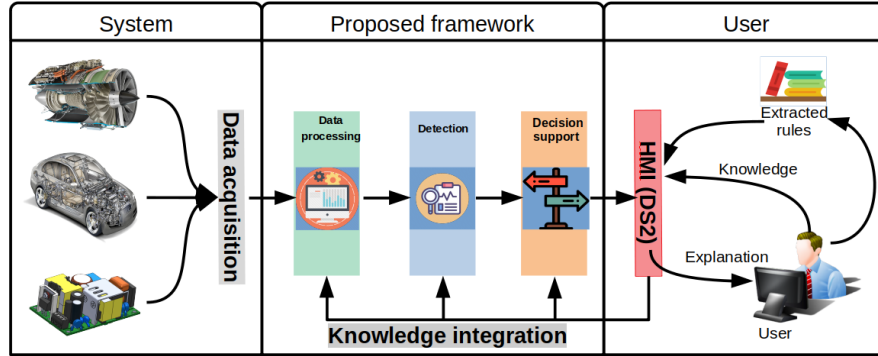 System
Proposed framework
User
Data acquisition
Data
processing
Detection
Decision
support
HMI (DS2)
Extracted
rules
Knowledge
Explanation
User
Knowledge integration